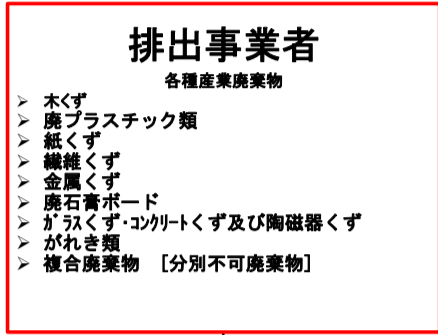 排出事業者
各種産業廃棄物
➢ 木くず
➢ 廃プラスチック類
➢ 紙くず
➢ 繊維くず
➢ 金属くず
➢ 廃石膏ボード
➢ ｶﾞﾗｽくず･ｺﾝｸﾘｰﾄくず及び陶磁器くず
➢ がれき類
➢ 複合廃棄物 [分別不可廃棄物]